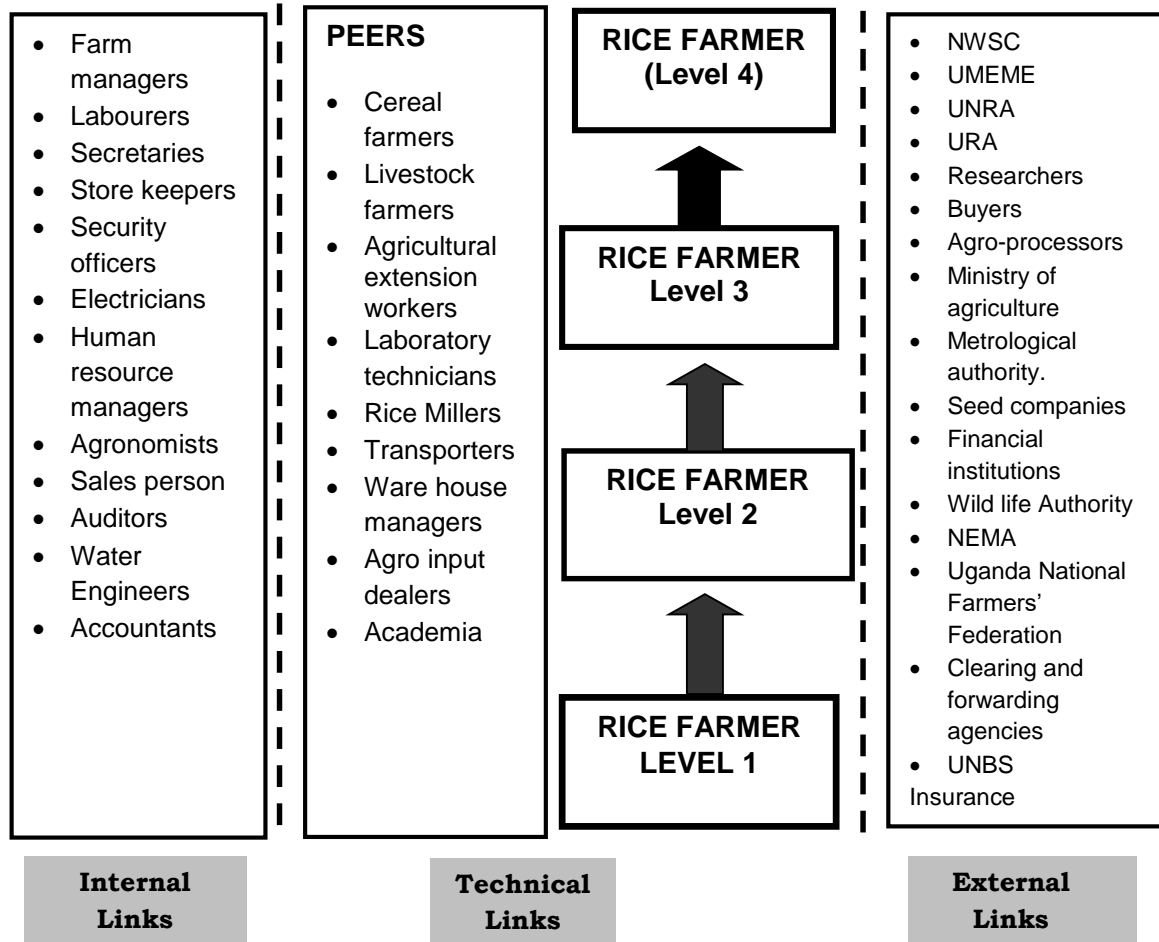 • Farm
managers
• Labourers
• Secretaries
• Store keepers
• Security
officers
• Electricians
• Human
resource
managers
• Agronomists
• Sales person
• Auditors
• Water
Engineers
• Accountants
Internal
Links
PEERS
• Cereal
farmers
• Livestock
farmers
• Agricultural
extension
workers
• Laboratory
technicians
• Rice Millers
• Transporters
• Ware house
managers
• Agro input
dealers
• Academia
RICE FARMER
(Level 4)
RICE FARMER
Level 3
RICE FARMER
Level 2
RICE FARMER
LEVEL 1
Technical
Links
• NWSC
• UMEME
• UNRA
• URA
• Researchers
• Buyers
• Agro-processors
• Ministry of
agriculture
• Metrological
authority.
• Seed companies
• Financial
institutions
• Wild life Authority
• NEMA
• Uganda National
Farmers’
Federation
• Clearing and
forwarding
agencies
• UNBS
Insurance
External
Links